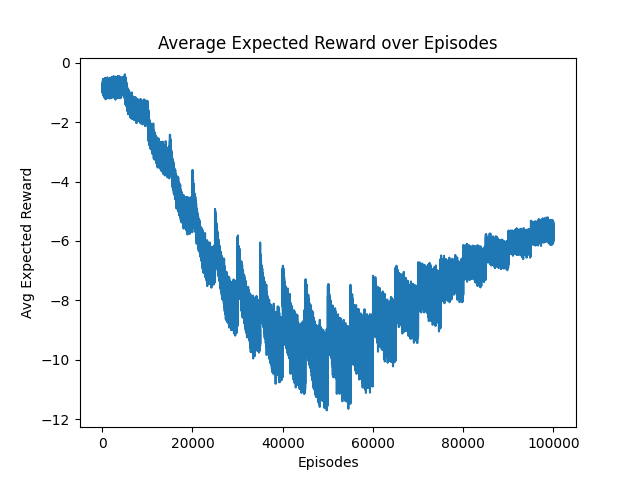 Average Expected Reward over Episodes
0
−2
−4
−6
−8
−10
−12
Avg Expected Reward
0 20000 40000 60000 80000 100000
Episodes